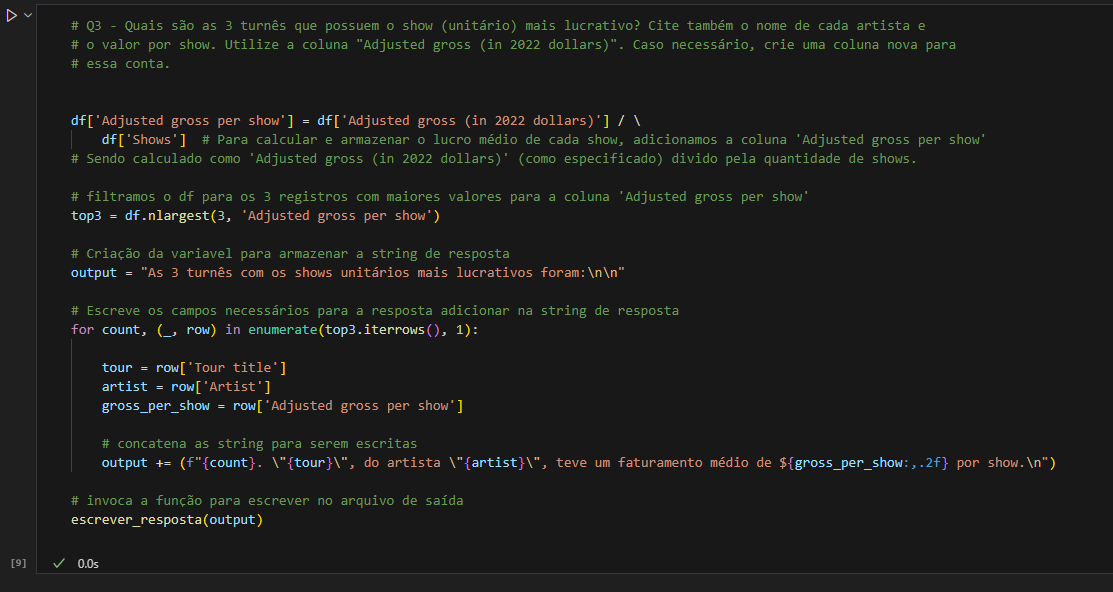 # Q3 - Quais são as 3 turnês que possuem o show (unitário) mais lucrativo? Cite também o nome de cada artista e
# o valor por show. Utilize a coluna "Adjusted gross (in 2022 dollars)". Caso necessário, crie uma coluna nova para
# essa conta.
df['Adjusted gross per show'] = df['Adjusted gross (in 2022 dollars)'] / \
    df['Shows']  # Para calcular e armazenar o lucro médio de cada show, adicionamos a coluna 'Adjusted gross per show'
# Sendo calculado como 'Adjusted gross (in 2022 dollars)' (como especificado) divido pela quantidade de shows.
# filtramos o df para os 3 registros com maiores valores para a coluna 'Adjusted gross per show'
top3 = df.nlargest(3, 'Adjusted gross per show')
# Criação da variavel para armazenar a string de resposta
output = "As 3 turnês com os shows unitários mais lucrativos foram:\n\n"
# Escreve os campos necessários para a resposta adicionar na string de resposta
for count, (_, row) in enumerate(top3.iterrows(), 1):
    tour = row['Tour title']
    artist = row['Artist']
    gross_per_show = row['Adjusted gross per show']
    # concatena as string para serem escritas
    output += (f"{count}. \"{tour}\", do artista \"{artist}\", teve um faturamento médio de ${gross_per_show:,.2f} por show.\n")
# invoca a função para escrever no arquivo de saída
escrever_resposta(output)
[9] ✓ 0.0s